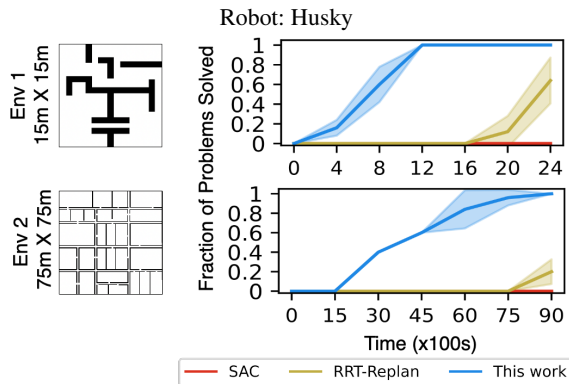 Robot: Husky
Env 1
15m X 15m
Fraction of Problems Solved
1
0.8
0.6
0.4
0.2
0
0 4 8 12 16 20 24
Env 2
75m X 75m
1
0.8
0.6
0.4
0.2
0
0 15 30 45 60 75 90
Time (x100s)
SAC RRT-Replan This work